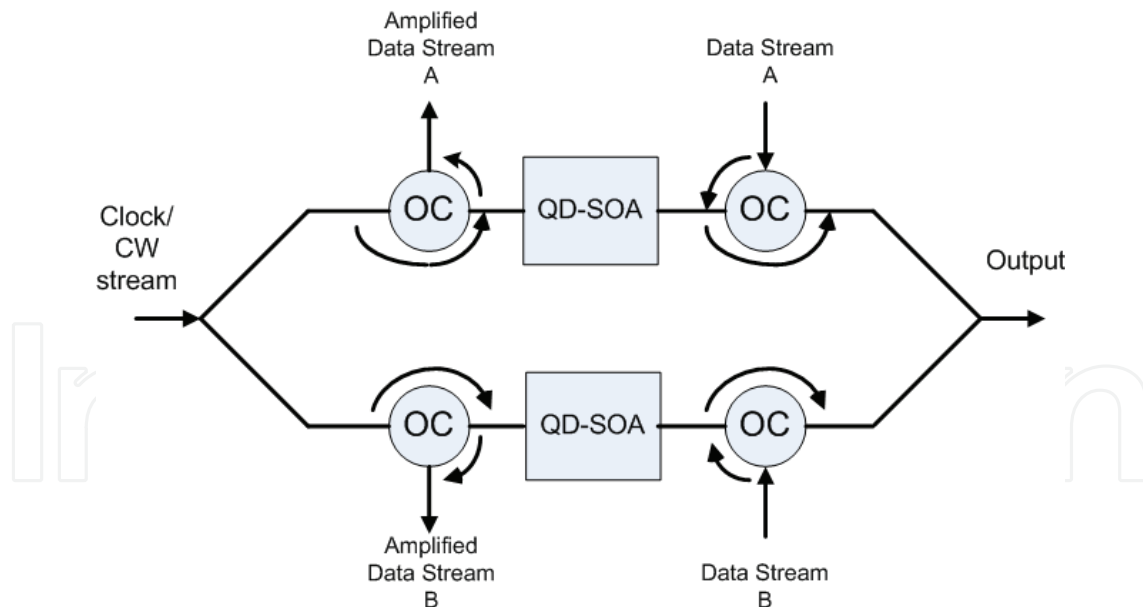 Amplified
Data Stream
A
Data Stream
A
OC
QD-SOA
OC
Clock/
CW
stream
Output
OC
QD-SOA
OC
Amplified
Data Stream
B
Data Stream
B